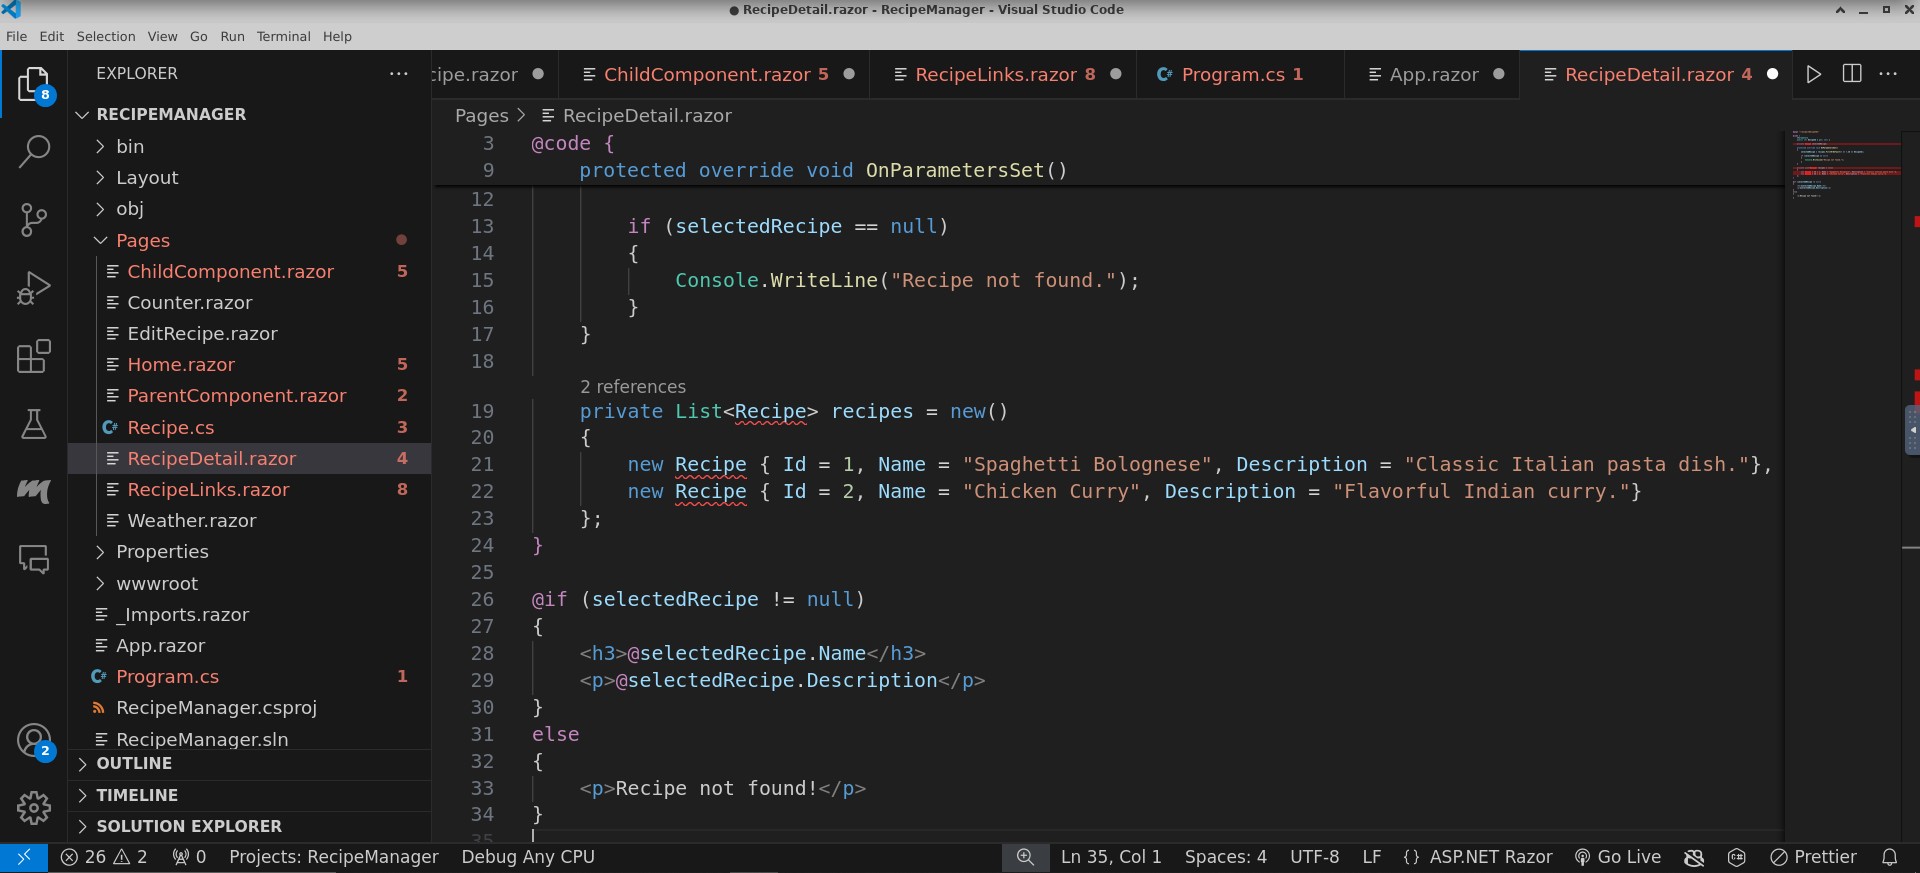 ● RecipeDetail.razor - RecipeManager - Visual Studio Code
File Edit Selection View Go Run Terminal Help
EXPLORER
RECIPEMANAGER
bin
Layout
obj
Pages
ChildComponent.razor 5
Counter.razor
EditRecipe.razor
Home.razor 5
ParentComponent.razor 2
Recipe.cs 3
RecipeDetail.razor 4
RecipeLinks.razor 8
Weather.razor
Properties
wwwroot
_Imports.razor
App.razor
Program.cs 1
RecipeManager.csproj
RecipeManager.sln
OUTLINE
TIMELINE
SOLUTION EXPLORER
8
2
cipe.razor ChildComponent.razor 5 RecipeLinks.razor 8 C# Program.cs 1 App.razor RecipeDetail.razor 4
Pages > RecipeDetail.razor
3 @code {
9 protected override void OnParametersSet()
12
13 if (selectedRecipe == null)
14 {
15 Console.WriteLine("Recipe not found.");
16 }
17 }
18
2 references
19 private List<Recipe> recipes = new()
20 {
21 new Recipe { Id = 1, Name = "Spaghetti Bolognese", Description = "Classic Italian pasta dish."},
22 new Recipe { Id = 2, Name = "Chicken Curry", Description = "Flavorful Indian curry."}
23 };
24 }
25
26 @if (selectedRecipe != null)
27 {
28 <h3>@selectedRecipe.Name</h3>
29 <p>@selectedRecipe.Description</p>
30 }
31 else
32 {
33 <p>Recipe not found!</p>
34 }
35
26 2 0 Projects: RecipeManager Debug Any CPU Ln 35, Col 1 Spaces: 4 UTF-8 LF {} ASP.NET Razor Go Live Prettier